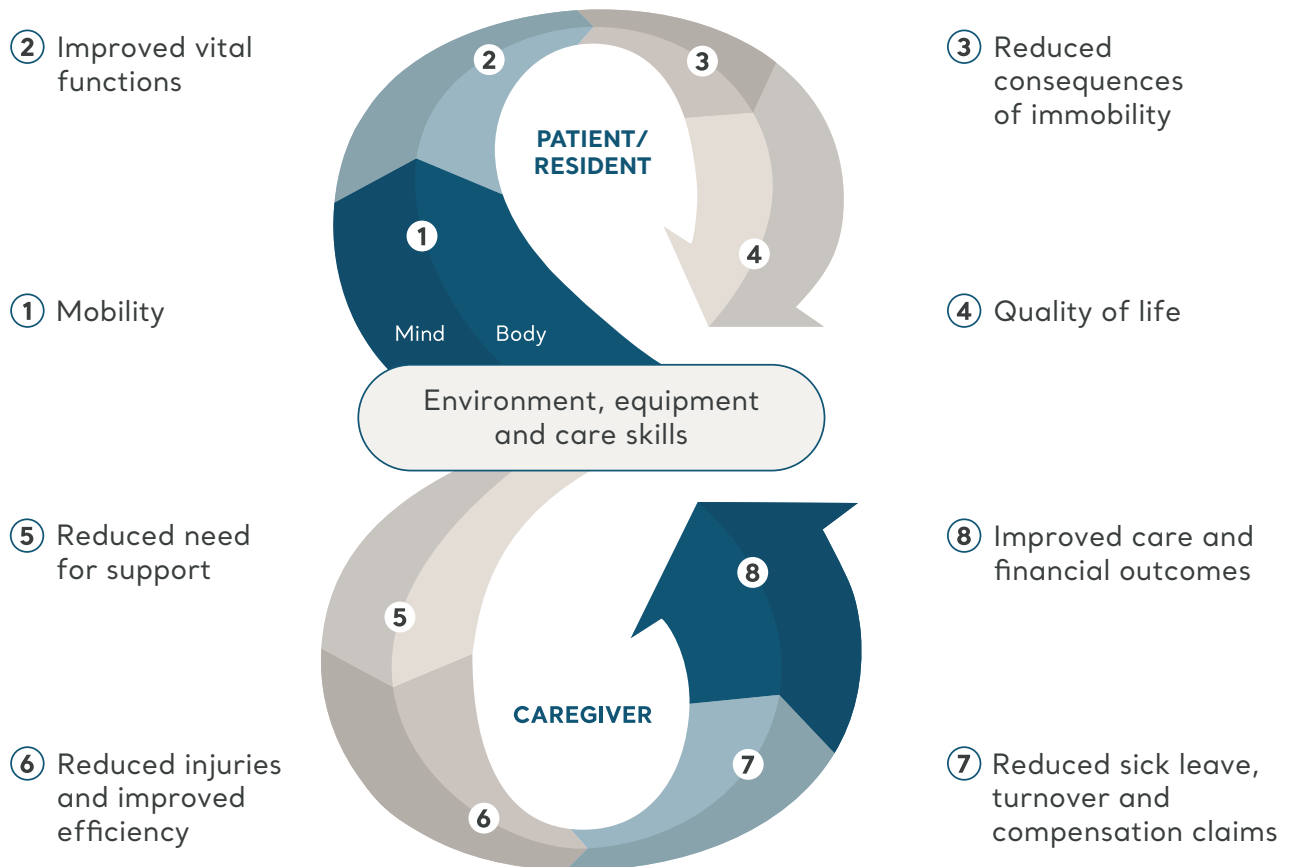 2 Improved vital
functions
2
3
3 Reduced
consequences
of immobility
PATIENT/
RESIDENT
1
4
1 Mobility
Mind Body
4 Quality of life
Environment, equipment
and care skills
5 Reduced need
for support
5
8
8 Improved care and
financial outcomes
CAREGIVER
6 Reduced injuries
and improved
efficiency
6
7
7 Reduced sick leave,
turnover and
compensation claims